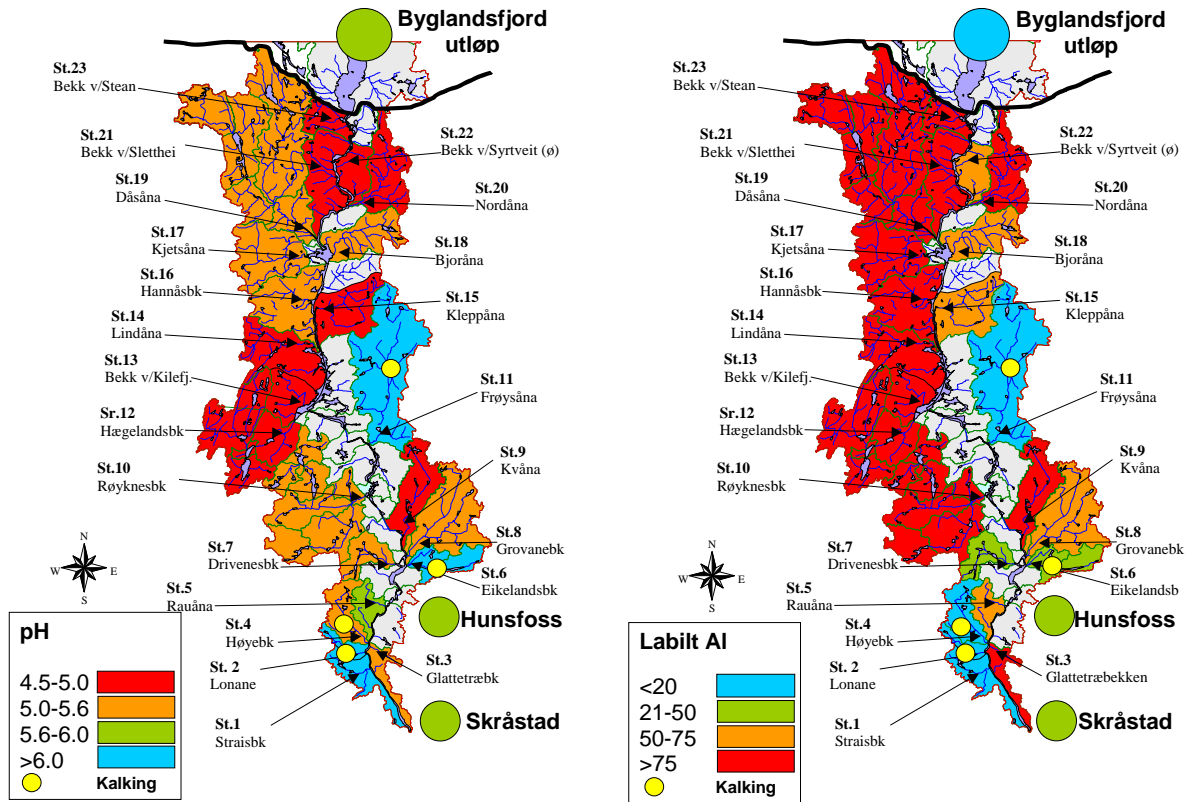 Byglandsfjord
utløp
St.23
Bekk v/Stean
St.21
Bekk v/Sletthei
St.22
Bekk v/Syrtveit (ø)
St.19
Dåsåna
St.20
Nordåna
St.17
Kjetsåna
St.18
Bjoråna
St.16
Hannåsbk
St.15
Kleppåna
St.14
Lindåna
St.13
Bekk v/Kilefj.
St.11
Frøysåna
Sr.12
Hægelandsbk
St.9
Kvåna
St.10
Røyknesbk
St.8
Grovanebk
N
W E
S
St.7
Drivenesbk
St.6
Eikelandsbk
St.5
Rauåna
Hunsfoss
St.4
Høyebk
St.3
Glattetræbk
St. 2
Lonane
St.1
Straisbk
Skråstad
pH
4.5-5.0
5.0-5.6
5.6-6.0
>6.0
Kalking
Byglandsfjord
utløp
St.23
Bekk v/Stean
St.21
Bekk v/Sletthei
St.22
Bekk v/Syrtveit (ø)
St.19
Dåsåna
St.20
Nordåna
St.17
Kjetsåna
St.18
Bjoråna
St.16
Hannåsbk
St.15
Kleppåna
St.14
Lindåna
St.13
Bekk v/Kilefj.
St.11
Frøysåna
Sr.12
Hægelandsbk
St.9
Kvåna
St.10
Røyknesbk
St.8
Grovanebk
N
W E
S
St.7
Drivenesbk
St.6
Eikelandsb
St.5
Rauåna
Hunsfoss
St.4
Høyebk
St.3
Glattetræbekken
St. 2
Lonane
St.1
Straisbk
Skråstad
Labilt Al
<20
21-50
50-75
>75
Kalking